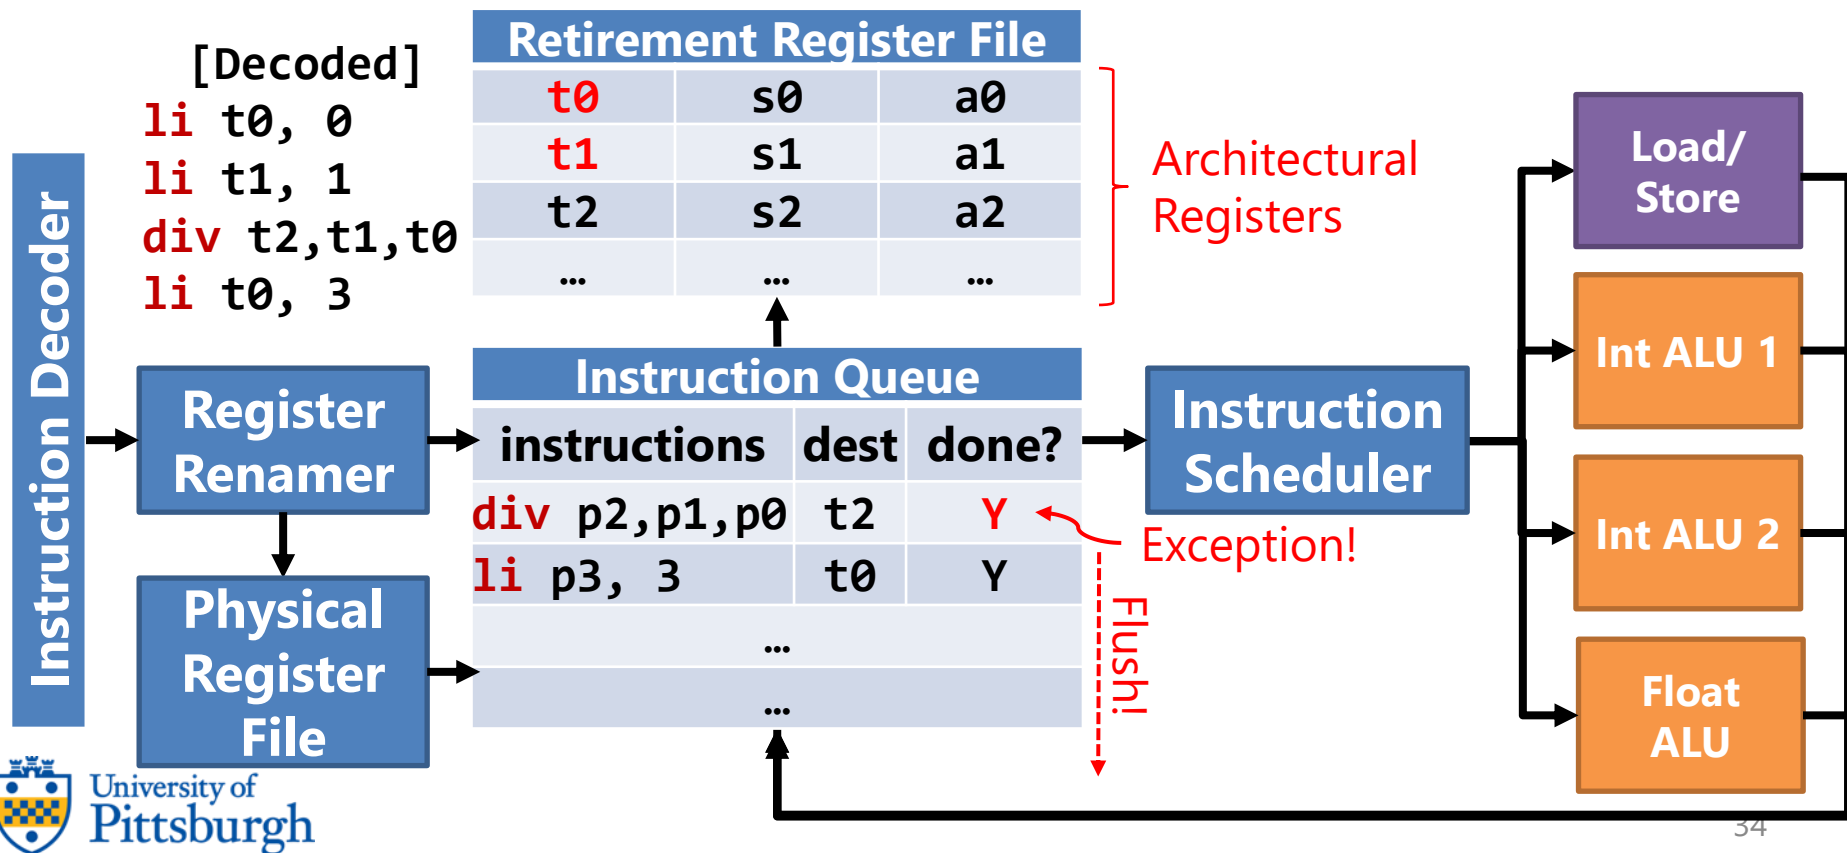 [Decoded]
li t0, 0
li t1, 1
div t2,t1,t0
li t0, 3
Instruction Decoder
Register
Renamer
Physical
Register
File
Retirement Register File
t0 s0 a0
t1 s1 a1
t2 s2 a2
… … …
Architectural
Registers
Instruction Queue
instructions dest done?
div p2,p1,p0 t2 Y
li p3, 3 t0 Y
…
…
Exception!
Flush!
Instruction
Scheduler
Load/
Store
Int ALU 1
Int ALU 2
Float
ALU
University of
Pittsburgh
34